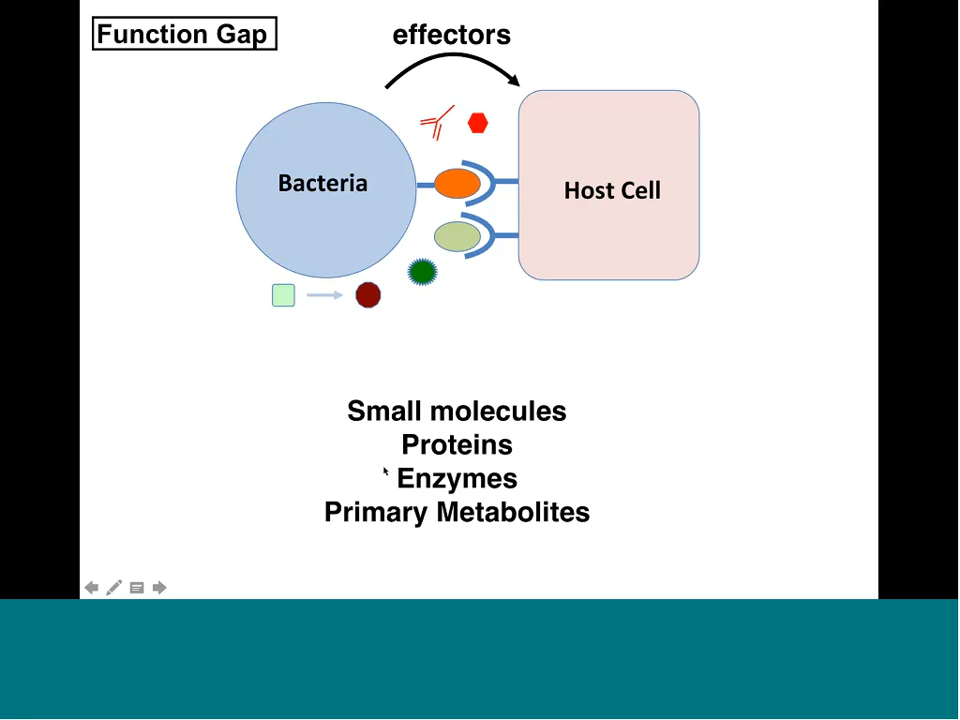 Function Gap
effectors
Bacteria
Host Cell
Small molecules
Proteins
Enzymes
Primary Metabolites